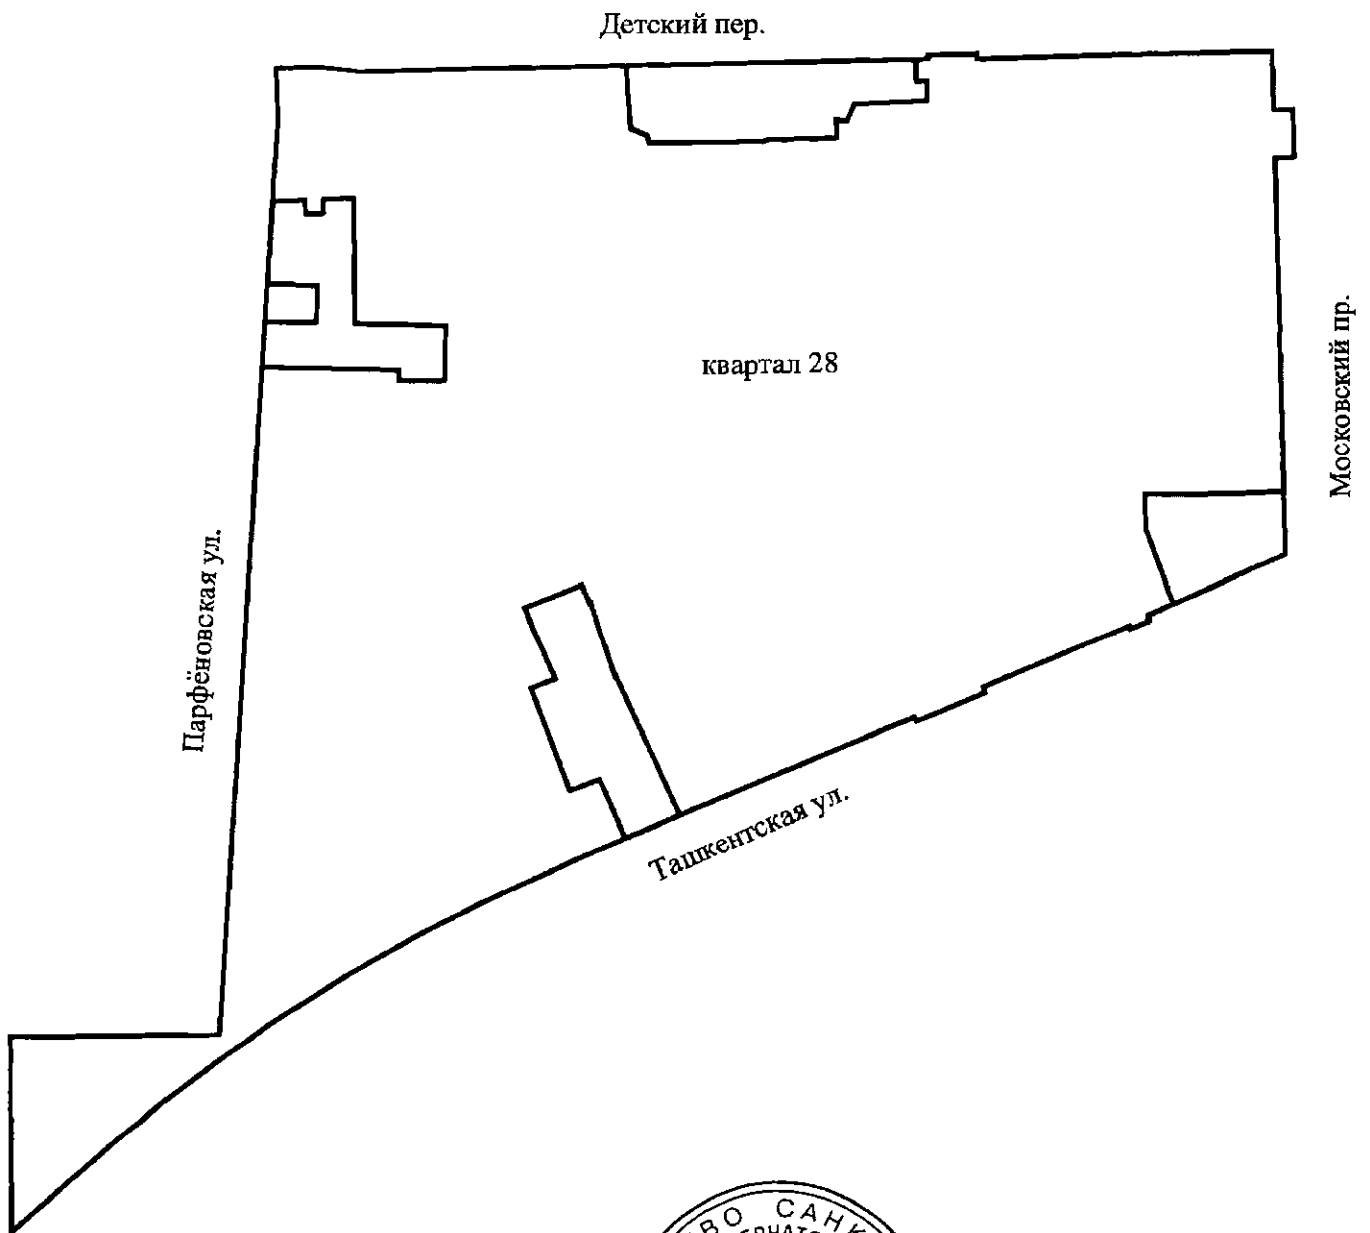 Детский пер.
квартал 28
Московский пр.
Парфёновская ул.
Ташкентская ул.